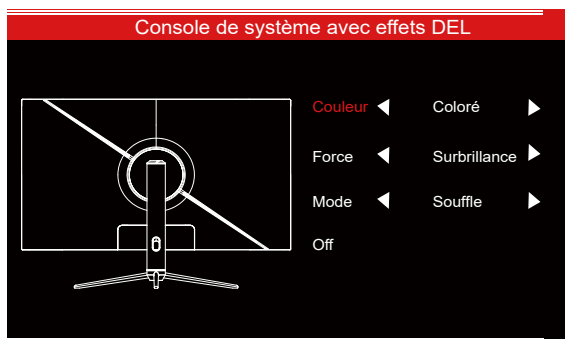 Console de système avec effets DEL
Couleur Coloré
Force Surbrillance
Mode Souffle
Off